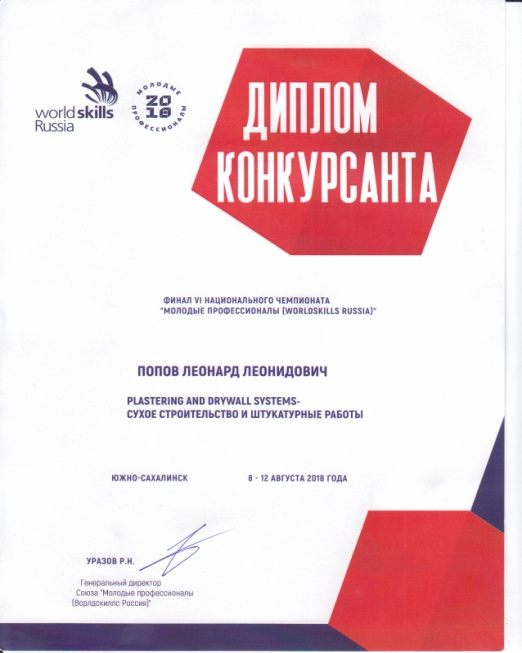 world skills
Russia
МОЛОДЫЕ
2018
ПРОФЕССИОНАЛЫ
ДИПЛОМ
КОНКУРСАНТА
ФИНАЛ VI НАЦИОНАЛЬНОГО ЧЕМПИОНАТА
"МОЛОДЫЕ ПРОФЕССИОНАЛЫ (WORLDSKILLS RUSSIA)"
ПОПОВ ЛЕОНАРД ЛЕОНИДОВИЧ
PLASTERING AND DRYWALL SYSTEMS-
СУХОЕ СТРОИТЕЛЬСТВО И ШТУКАТУРНЫЕ РАБОТЫ
ЮЖНО-САХАЛИНСК 8 - 12 АВГУСТА 2018 ГОДА
УРАЗОВ Р.Н.
Генеральный директор
Союза "Молодые профессионалы
(Ворлдскиллс Россия)"